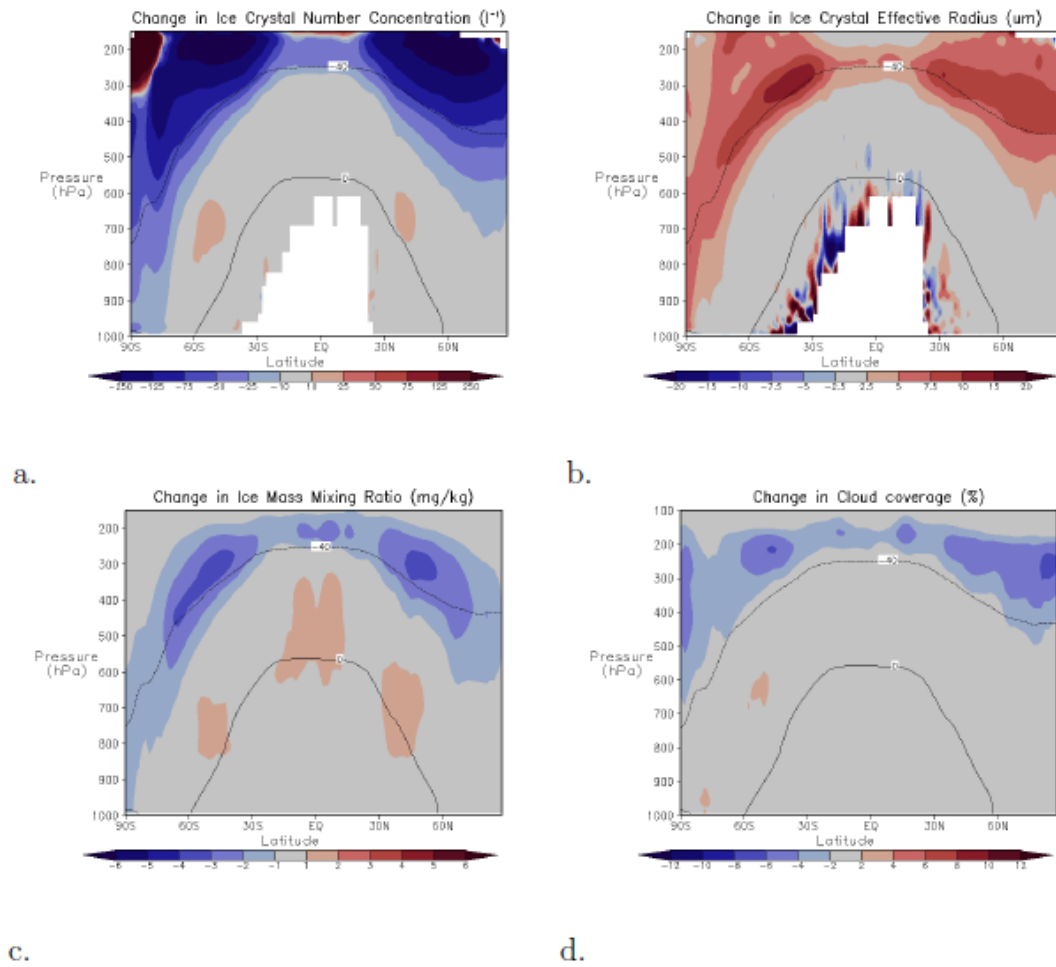 Change in Ice Crystal Number Concentration (l⁻¹)
200
300
400
500
600
700
800
900
1000
Pressure
(hPa)
-40
0
90S 60S 30S EQ 30N 60N
Latitude
-250 -125 -75 -50 -25 -10 10 25 50 75 125 250
a.
Change in Ice Crystal Effective Radius (um)
200
300
400
500
600
700
800
900
1000
Pressure
(hPa)
-40
0
90S 60S 30S EQ 30N 60N
Latitude
-20 -15 -10 -7.5 -5 -2.5 2.5 5 7.5 10 15 20
b.
Change in Ice Mass Mixing Ratio (mg/kg)
200
300
400
500
600
700
800
900
1000
Pressure
(hPa)
-40
0
90S 60S 30S EQ 30N 60N
Latitude
-6 -5 -4 -3 -2 -1 1 2 3 4 5 6
c.
Change in Cloud coverage (%)
100
200
300
400
500
600
700
800
900
1000
Pressure
(hPa)
-40
0
90S 60S 30S EQ 30N 60N
Latitude
-12 -10 -8 -6 -4 -2 2 4 6 8 10 12
d.